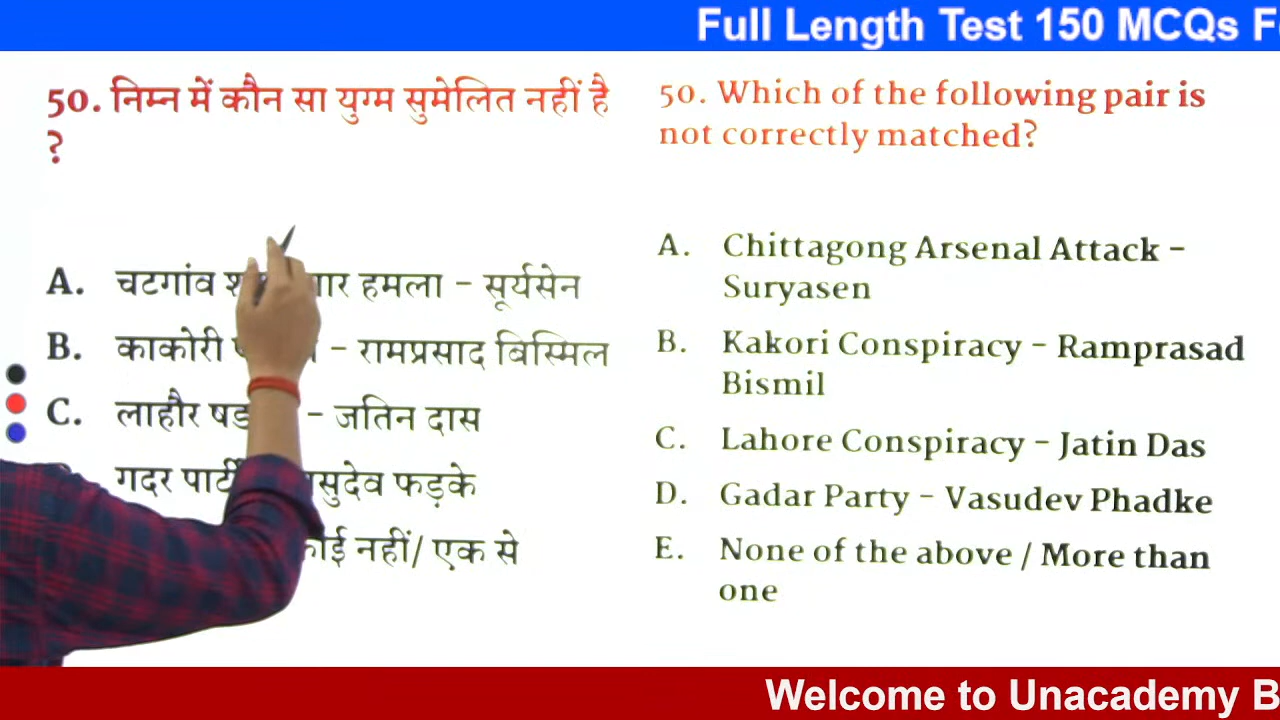 Full Length Test 150 MCQs
50. निम्न में कौन सा युग्म सुमेलित नहीं है
?
A. चटगांव हमला – सूर्यसेन
B. काकोरी – रामप्रसाद बिस्मिल
C. लाहौर – जतिन दास
गदर पार्टी फड़के
नहीं/ एक से
50. Which of the following pair is
not correctly matched?
A. Chittagong Arsenal Attack –
Suryasen
B. Kakori Conspiracy – Ramprasad
Bismil
C. Lahore Conspiracy – Jatin Das
D. Gadar Party – Vasudev Phadke
E. None of the above / More than
one
Welcome to Unacademy